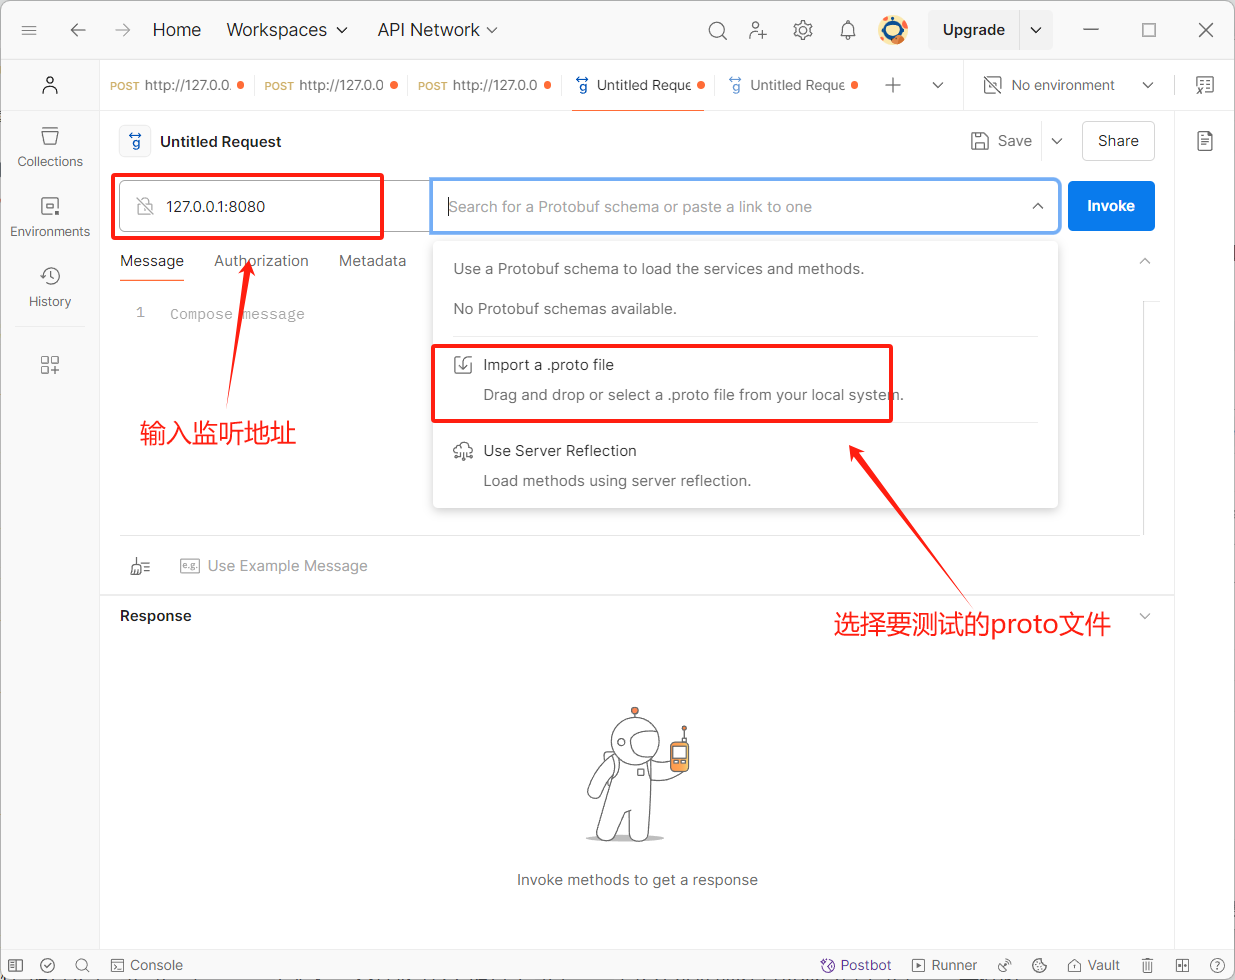 Home Workspaces API Network Upgrade
POST http://127.0.0. POST http://127.0.0 POST http://127.0.0 Untitled Reque Untitled Reque No environment
Untitled Request Save Share
Collections
127.0.0.1:8080 Search for a Protobuf schema or paste a link to one Invoke
Environments
Message Authorization Metadata
Use a Protobuf schema to load the services and methods.
History
1 Compose message
No Protobuf schemas available.
Import a .proto file
Drag and drop or select a .proto file from your local system.
输入监听地址
Use Server Reflection
Load methods using server reflection.
e.g. Use Example Message
Response
选择要测试的proto文件
Invoke methods to get a response
Console Postbot Runner Vault